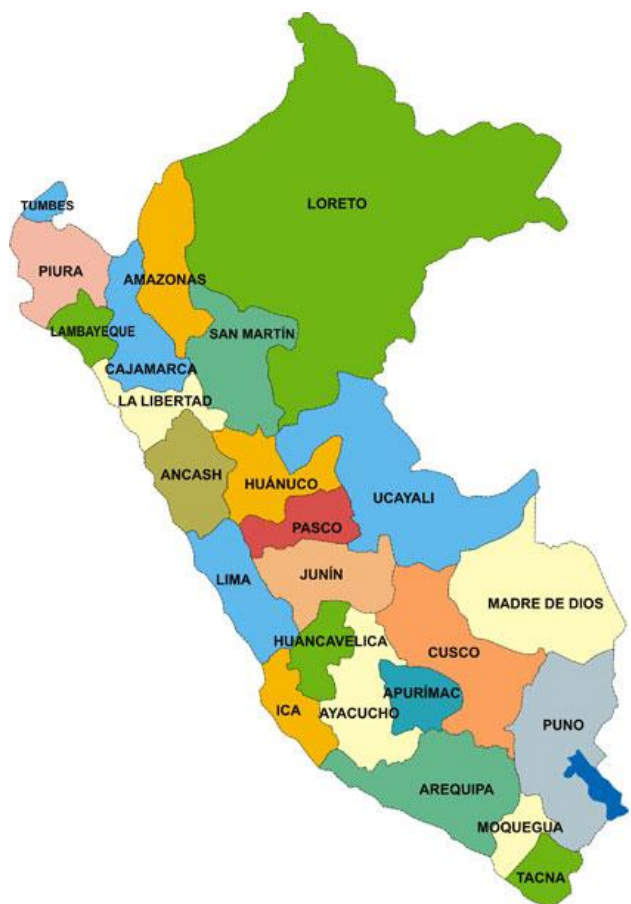 LORETO
TUMBES
PIURA
AMAZONAS
LAMBAYEQUE
SAN MARTÍN
CAJAMARCA
LA LIBERTAD
ANCASH
HUÁNUCO
UCAYALI
PASCO
LIMA
JUNÍN
MADRE DE DIOS
HUANCAVELICA
CUSCO
APURÍMAC
ICA
AYACUCHO
PUNO
AREQUIPA
MOQUEGUA
TACNA